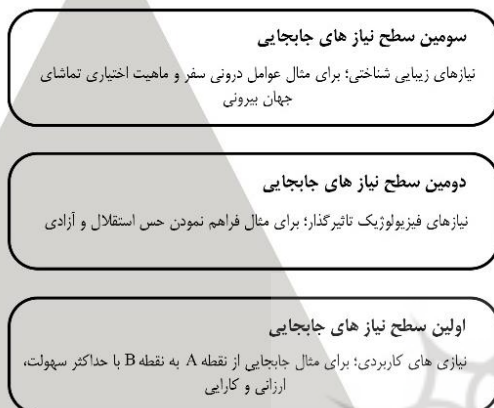 سومین سطح نیاز های جابجایی
نیازهای زیبایی شناختی؛ برای مثال عوامل درونی سفر و ماهیت اختیاری تماشای
جهان بیرونی
دومین سطح نیاز های جابجایی
نیازهای فیزیولوژیک تاثیرگذار؛ برای مثال فراهم نمودن حس استقلال و آزادی
اولین سطح نیاز های جابجایی
نیازی های کاربردی؛ برای مثال جابجایی از نقطه A به نقطه B با حداکثر سهولت،
ارزانی و کارایی